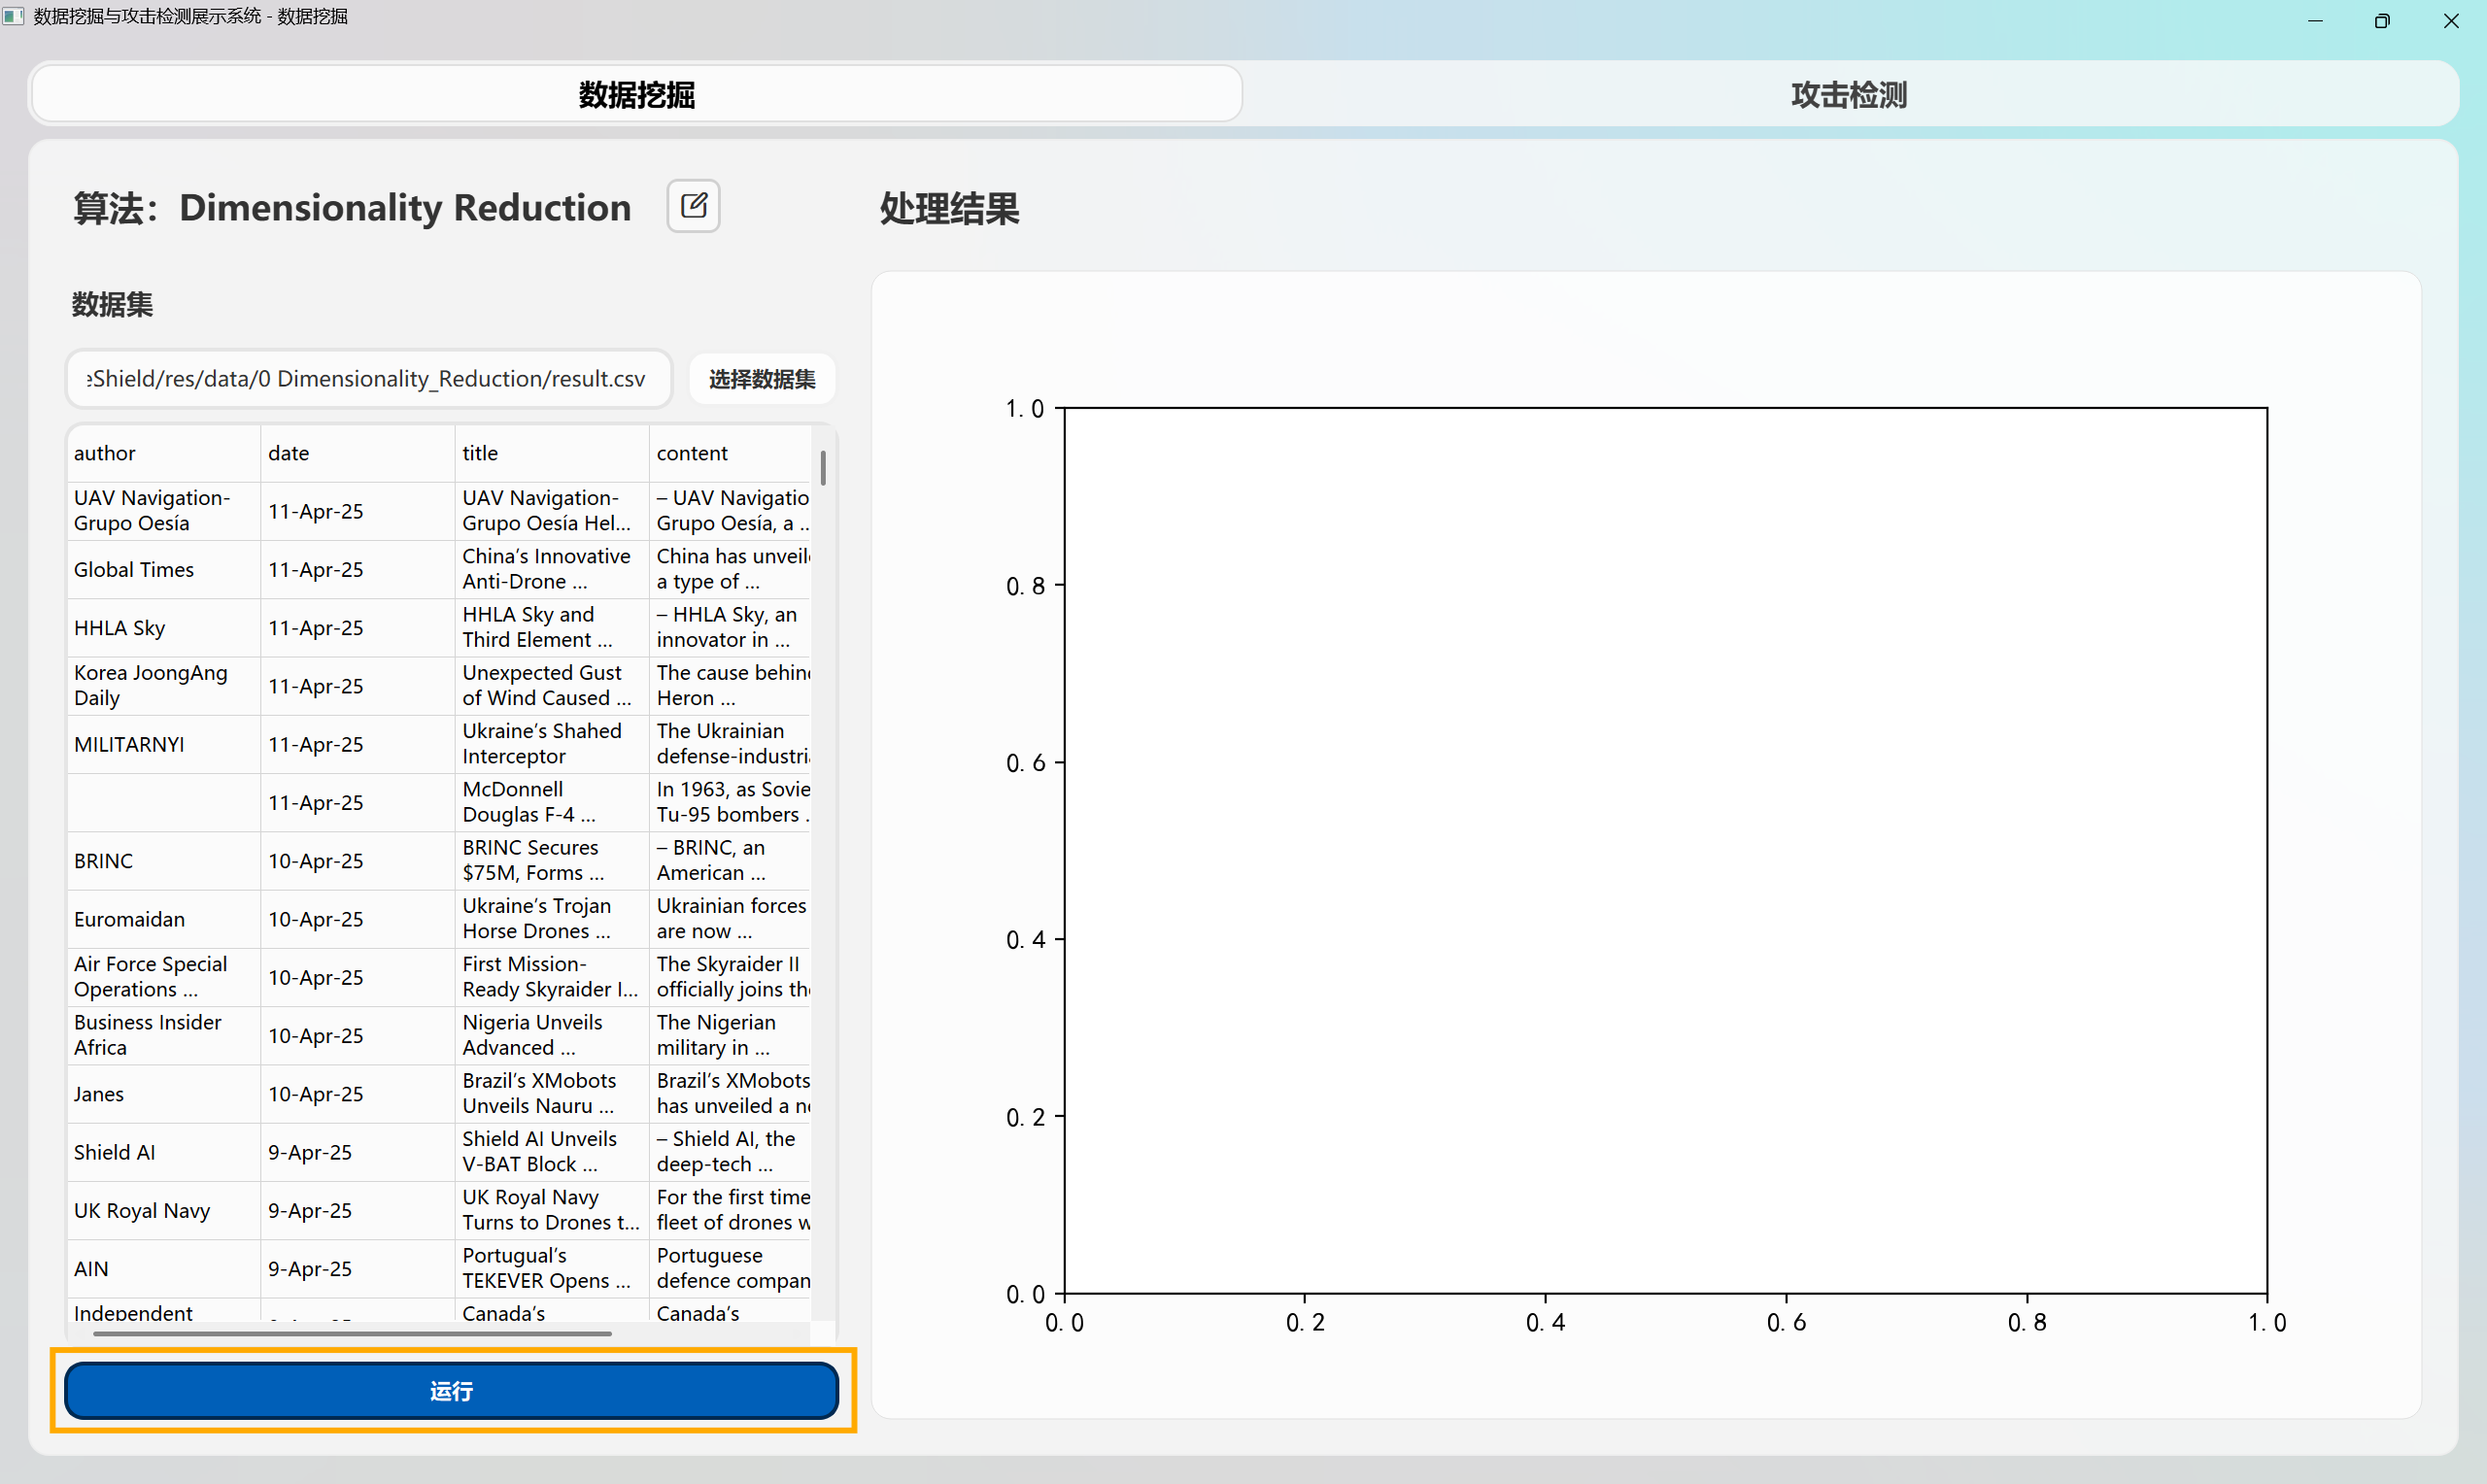 数据挖掘与攻击检测展示系统 - 数据挖掘
数据挖掘
攻击检测
算法：Dimensionality Reduction
处理结果
数据集
eShield/res/data/0 Dimensionality_Reduction/result.csv
选择数据集
author date title content
UAV Navigation-
Grupo Oesía
11-Apr-25
UAV Navigation-
Grupo Oesía Hel...
– UAV Navigatio
Grupo Oesía, a ..
Global Times
11-Apr-25
China’s Innovative
Anti-Drone ...
China has unveil
a type of ...
HHLA Sky
11-Apr-25
HHLA Sky and
Third Element ...
– HHLA Sky, an
innovator in ...
Korea JoongAng
Daily
11-Apr-25
Unexpected Gust
of Wind Caused ...
The cause behin
Heron ...
MILITARNYI
11-Apr-25
Ukraine’s Shahed
Interceptor
The Ukrainian
defense-industri
11-Apr-25
McDonnell
Douglas F-4 ...
In 1963, as Sovie
Tu-95 bombers .
BRINC
10-Apr-25
BRINC Secures
$75M, Forms ...
– BRINC, an
American ...
Euromaidan
10-Apr-25
Ukraine’s Trojan
Horse Drones ...
Ukrainian forces
are now ...
Air Force Special
Operations ...
10-Apr-25
First Mission-
Ready Skyraider I...
The Skyraider II
officially joins th
Business Insider
Africa
10-Apr-25
Nigeria Unveils
Advanced ...
The Nigerian
military in ...
Janes
10-Apr-25
Brazil’s XMobots
Unveils Nauru ...
Brazil’s XMobots
has unveiled a n
Shield AI
9-Apr-25
Shield AI Unveils
V-BAT Block ...
– Shield AI, the
deep-tech ...
UK Royal Navy
9-Apr-25
UK Royal Navy
Turns to Drones t...
For the first time
fleet of drones w
AIN
9-Apr-25
Portugual’s
TEKEVER Opens ...
Portuguese
defence compan
Independent
Canada’s
Canada’s
运行
1.0
0.8
0.6
0.4
0.2
0.0
0.0 0.2 0.4 0.6 0.8 1.0